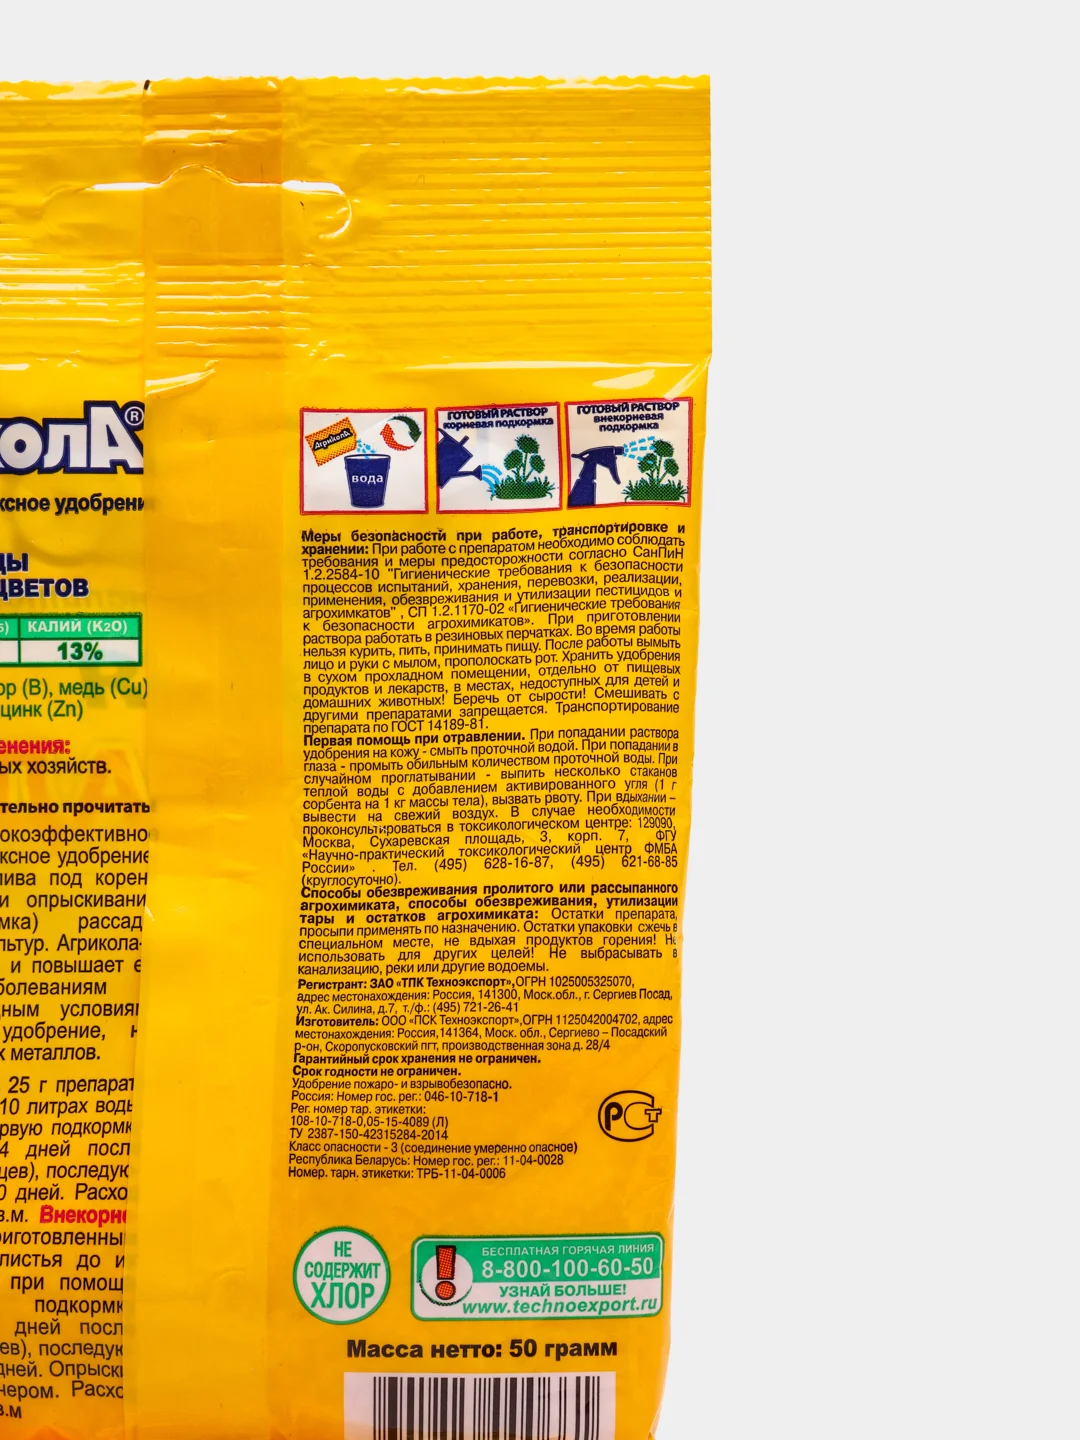 колА®
ксное удобрени
цы
цветов
5) КАЛИЙ (K2O)
13%
ор (В), медь (Cu)
цинк (Zn)
енения:
ых хозяйств.
тельно прочитать
окоэффективное
ксное удобрение
лива под корен
и опрыскивани
мка) рассад
льтур. Агрикола-
и повышает е
болеваниям
ным условиям
удобрение, н
х металлов.
25 г препарат
10 литрах воды
рвую подкормк
4 дней посл
цев), последую
0 дней. Расхо
в.м. Внекорне
риготовленны
листья до и
при помощ
подкормк
дней посл
ев), последую
дней. Опрыски
чером. Расхо
в.м
АгриколА
вода
ГОТОВЫЙ РАСТВОР
корневая подкормка
ГОТОВЫЙ РАСТВОР
внекорневая
подкормка
Меры безопасности при работе, транспортировке и
хранении: При работе с препаратом необходимо соблюдать
требования и меры предосторожности согласно СанПиН
1.2.2584-10 "Гигиенические требования к безопасности
процессов испытаний, хранения, перевозки, реализации,
применения, обезвреживания и утилизации пестицидов и
агрохимкатов" , СП 1.2.1170-02 «Гигиенические требования
к безопасности агрохимикатов». При приготовлении
раствора работать в резиновых перчатках. Во время работы
нельзя курить, пить, принимать пищу. После работы вымыть
лицо и руки с мылом, прополоскать рот. Хранить удобрения
в сухом прохладном помещении, отдельно от пищевых
продуктов и лекарств, в местах, недоступных для детей и
домашних животных! Беречь от сырости! Смешивать с
другими препаратами запрещается. Транспортирование
препарата по ГОСТ 14189-81.
Первая помощь при отравлении. При попадании раствора
удобрения на кожу - смыть проточной водой. При попадании в
глаза - промыть обильным количеством проточной воды. При
случайном проглатывании - выпить несколько стаканов
теплой воды с добавлением активированного угля (1 г
сорбента на 1 кг массы тела), вызвать рвоту. При вдыхании –
вывести на свежий воздух. В случае необходимости
проконсультироваться в токсикологическом центре: 129090,
Москва, Сухаревская площадь, 3, корп. 7, ФГУ
«Научно-практический токсикологический центр ФМБА
России» . Тел. (495) 628-16-87, (495) 621-68-85
(круглосуточно).
Способы обезвреживания пролитого или рассыпанного
агрохимиката, способы обезвреживания, утилизации
тары и остатков агрохимиката: Остатки препарата,
просыпи применять по назначению. Остатки упаковки сжечь в
специальном месте, не вдыхая продуктов горения! Не
использовать для других целей! Не выбрасывать в
канализацию, реки или другие водоемы.
Регистрант: ЗАО «ТПК Техноэкспорт»,ОГРН 1025005325070,
адрес местонахождения: Россия, 141300, Моск.обл., г. Сергиев Посад,
ул. Ак. Силина, д.7, т./ф.: (495) 721-26-41
Изготовитель: ООО «ПСК Техноэкспорт»,ОГРН 1125042004702, адрес
местонахождения: Россия,141364, Моск. обл., Сергиево – Посадский
р-он, Скоропусковский пгт, производственная зона д. 28/4
Гарантийный срок хранения не ограничен.
Срок годности не ограничен.
Удобрение пожаро- и взрывобезопасно.
Россия: Номер гос. рег.: 046-10-718-1
Рег. номер тар. этикетки:
108-10-718-0,05-15-4089 (Л)
ТУ 2387-150-42315284-2014
Класс опасности - 3 (соединение умеренно опасное)
Республика Беларусь: Номер гос. рег.: 11-04-0028
Номер. тарн. этикетки: ТРБ-11-04-0006
РСТ
НЕ
СОДЕРЖИТ
ХЛОР
БЕСПЛАТНАЯ ГОРЯЧАЯ ЛИНИЯ
8-800-100-60-50
УЗНАЙ БОЛЬШЕ!
www.technoexport.ru
Масса нетто: 50 грамм